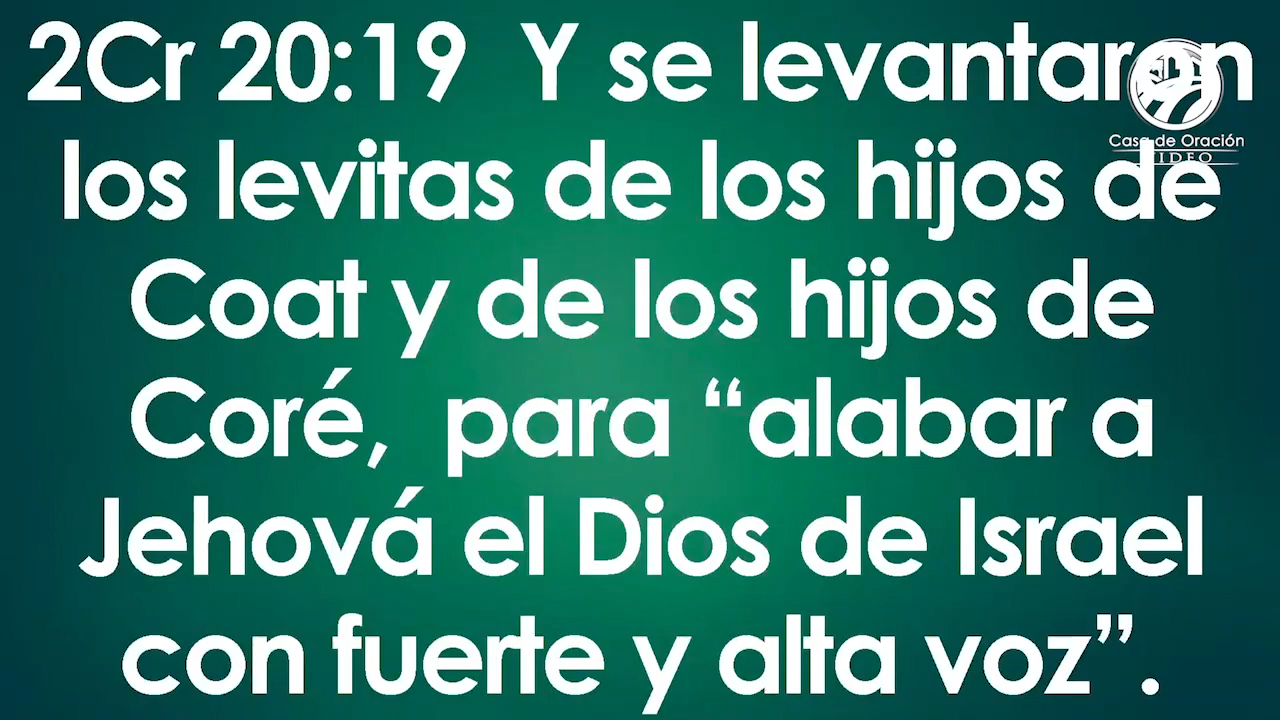 2Cr 20:19 Y se levantaron
los levitas de los hijos de
Coat y de los hijos de
Coré, para “alabar a
Jehová el Dios de Israel
con fuerte y alta voz”.
Casa de Oración
VIDEO